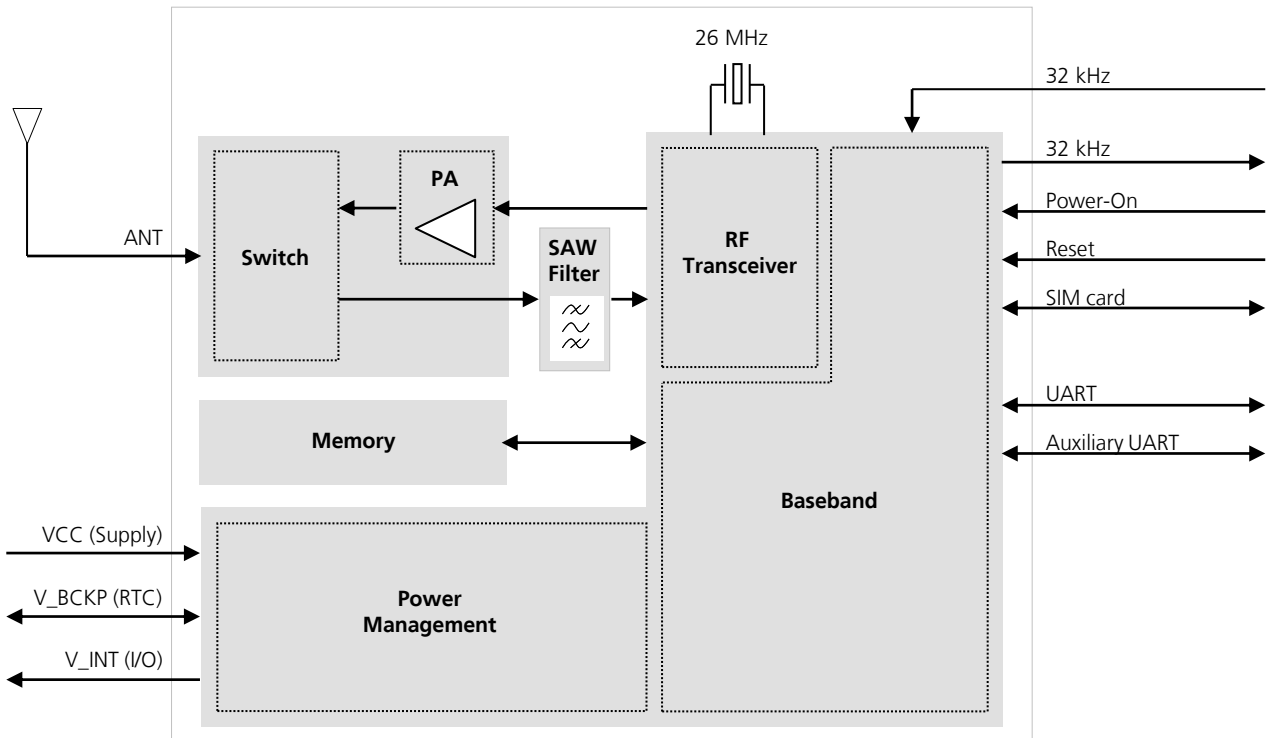 26 MHz
32 kHz
32 kHz
Power-On
Reset
SIM card
UART
Auxiliary UART
ANT
Switch
PA
SAW
Filter
RF
Transceiver
Memory
Baseband
VCC (Supply)
V_BCKP (RTC)
V_INT (I/O)
Power
Management